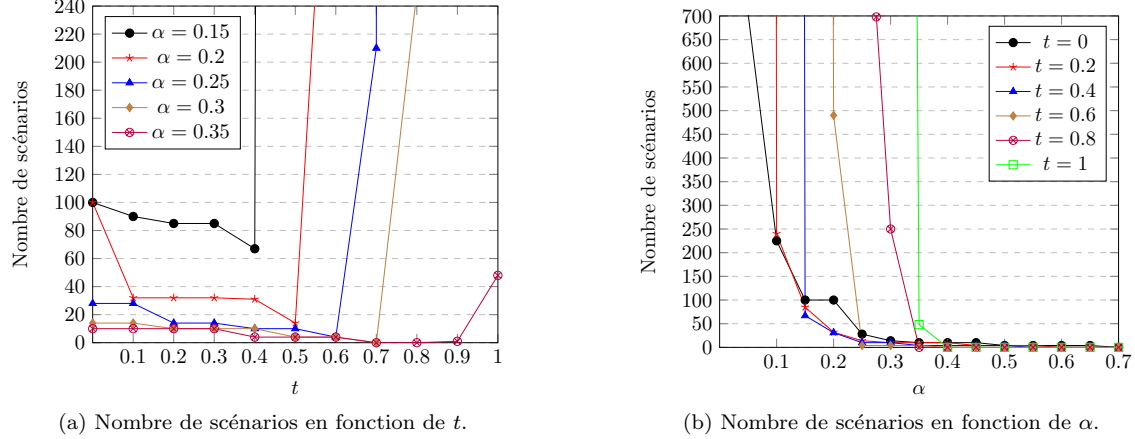 240
220
200
180
160
140
120
100
80
60
40
20
0
Nombre de scénarios
α = 0.15
α = 0.2
α = 0.25
α = 0.3
α = 0.35
0.1 0.2 0.3 0.4 0.5 0.6 0.7 0.8 0.9 1
t
(a) Nombre de scénarios en fonction de t.
700
650
600
550
500
450
400
350
300
250
200
150
100
50
0
Nombre de scénarios
t = 0
t = 0.2
t = 0.4
t = 0.6
t = 0.8
t = 1
0.1 0.2 0.3 0.4 0.5 0.6 0.7
α
(b) Nombre de scénarios en fonction de α.